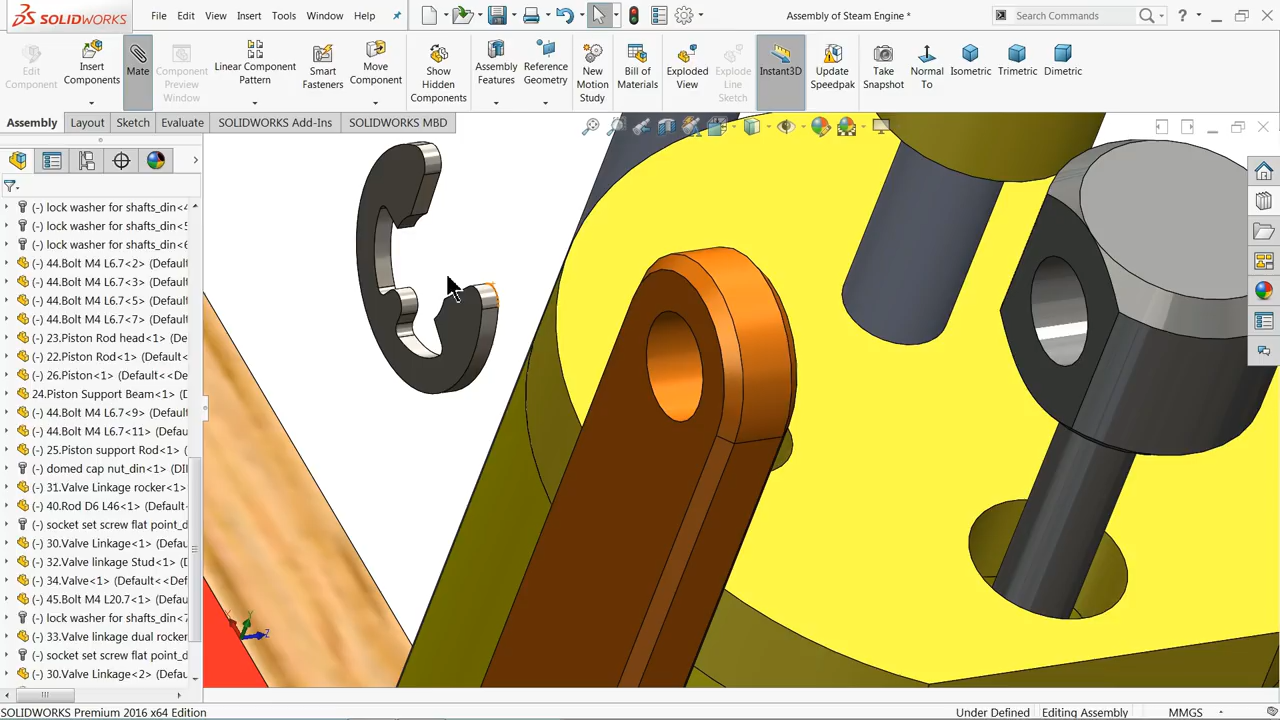 SOLIDWORKS
File Edit View Insert Tools Window Help
Assembly of Steam Engine *
Search Commands
Edit Component
Insert Components
Mate
Component Preview Window
Linear Component Pattern
Smart Fasteners
Move Component
Show Hidden Components
Assembly Features
Reference Geometry
New Motion Study
Bill of Materials
Exploded View
Explode Line Sketch
Instant3D
Update Speedpak
Take Snapshot
Normal To
Isometric
Trimetric
Dimetric
Assembly Layout Sketch Evaluate SOLIDWORKS Add-Ins SOLIDWORKS MBD
(-) lock washer for shafts_din<4
(-) lock washer for shafts_din<5
(-) lock washer for shafts_din<6
(-) 44.Bolt M4 L6.7<2> (Default
(-) 44.Bolt M4 L6.7<3> (Default
(-) 44.Bolt M4 L6.7<5> (Default
(-) 44.Bolt M4 L6.7<7> (Default
(-) 23.Piston Rod head<1> (Def
(-) 22.Piston Rod<1> (Default<
(-) 26.Piston<1> (Default<<De
24.Piston Support Beam<1> (
(-) 44.Bolt M4 L6.7<9> (Default
(-) 44.Bolt M4 L6.7<11> (Defau
(-) 25.Piston support Rod<1> (
(-) domed cap nut_din<1> (DI
(-) 31.Valve Linkage rocker<1>
(-) 40.Rod D6 L46<1> (Default
(-) socket set screw flat point_d
(-) 30.Valve Linkage<1> (Defau
(-) 32.Valve linkage Stud<1> (D
(-) 34.Valve<1> (Default<<Def
(-) 45.Bolt M4 L20.7<1> (Defau
(-) lock washer for shafts_din<7
(-) 33.Valve linkage dual rocker
(-) socket set screw flat point_d
(-) 30.Valve Linkage<2> (Defau
Y
Z
SOLIDWORKS Premium 2016 x64 Edition
Under Defined
Editing Assembly
MMGS